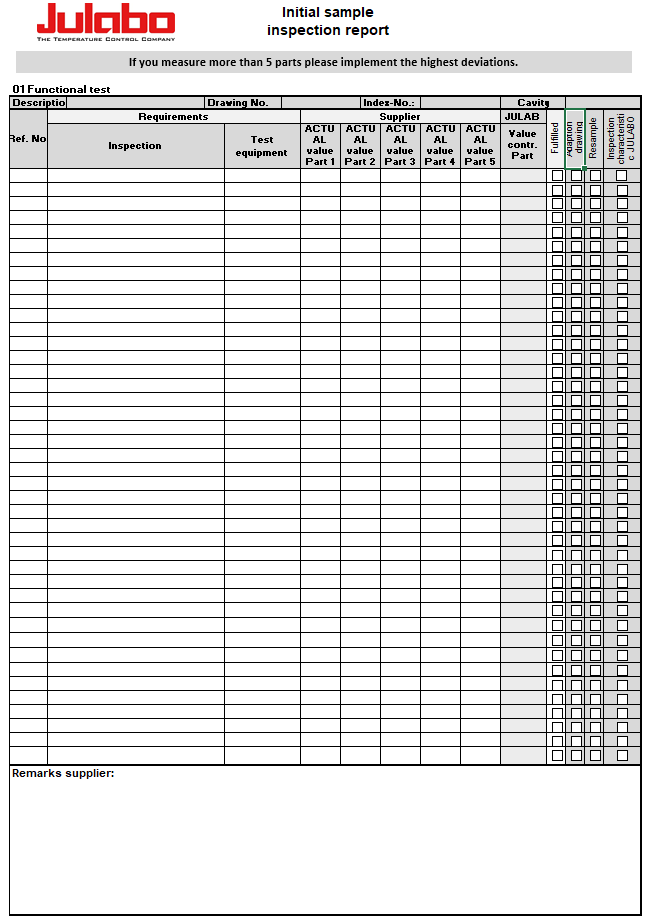 Julabo
THE TEMPERATURE CONTROL COMPANY
Initial sample
inspection report
If you measure more than 5 parts please implement the highest deviations.
01 Functional test
Descriptio Drawing No. Index-No.: Cavity
Requirements Supplier JULAB
Ref. No
Inspection
Test
equipment
ACTU
AL
value
Part 1
ACTU
AL
value
Part 2
ACTU
AL
value
Part 3
ACTU
AL
value
Part 4
ACTU
AL
value
Part 5
Value
contr.
Part
Fulfilled
Adaption
drawing
Resample
Inspection
characteristi
c JULABO
Remarks supplier: